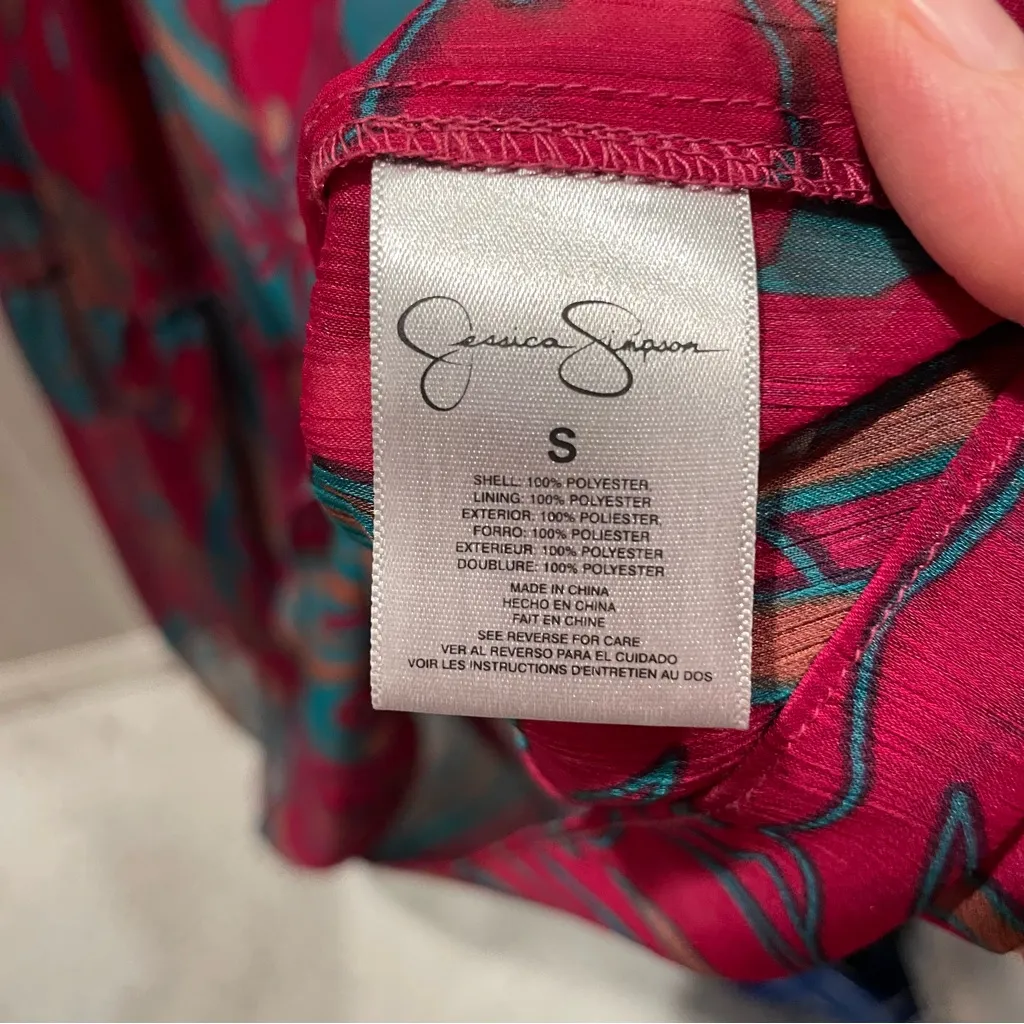 Jessica Simpson
S
SHELL: 100% POLYESTER,
LINING: 100% POLYESTER
EXTERIOR: 100% POLIESTER,
FORRO: 100% POLIESTER
EXTERIEUR: 100% POLYESTER
DOUBLURE: 100% POLYESTER
MADE IN CHINA
HECHO EN CHINA
FAIT EN CHINE
SEE REVERSE FOR CARE
VER AL REVERSO PARA EL CUIDADO
VOIR LES INSTRUCTIONS D'ENTRETIEN AU DOS